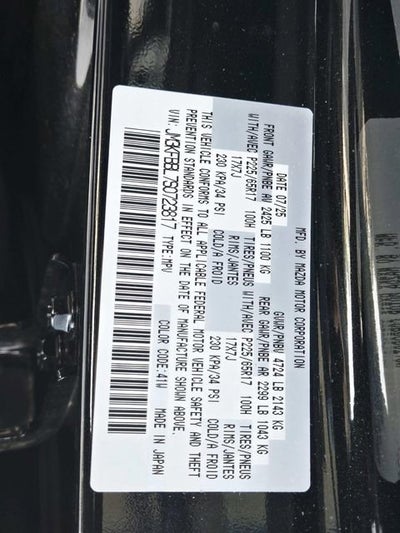 MFD. BY MAZDA MOTOR CORPORATION
DATE 07/25 GVWR/PNBV 4724 LB 2143 KG
FRONT GAWR/PNBE AV 2425 LB 1100 KG REAR GAWR/PNBE AR 2299 LB 1043 KG
WITH/AVEC P225/65R17 100H TIRES/PNEUS WITH/AVEC P225/65R17 100H TIRES/PNEUS
17X7J RIMS/JANTES 17X7J RIMS/JANTES
230 KPA/34 PSI COLD/A FROID 230 KPA/34 PSI COLD/A FROID
THIS VEHICLE CONFORMS TO ALL APPLICABLE FEDERAL MOTOR VEHICLE SAFETY AND THEFT
PREVENTION STANDARDS IN EFFECT ON THE DATE OF MANUFACTURE SHOWN ABOVE.
VIN: JM3KFBBL7S0723817 TYPE:MPV COLOR CODE:41W MADE IN JAPAN